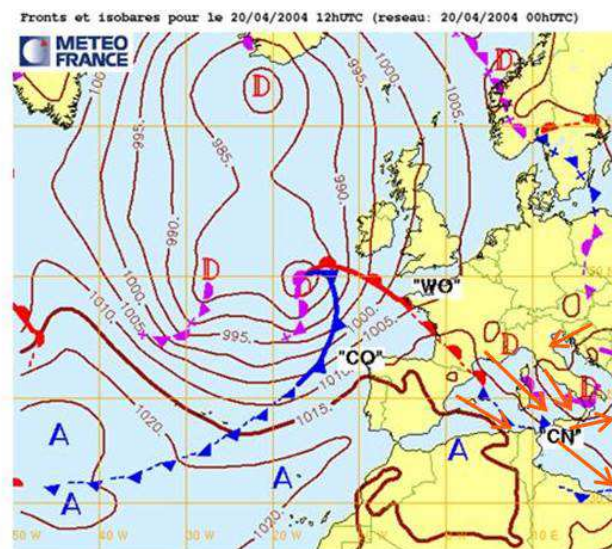 Fronts et isobares pour le 20/04/2004 12hUTC (reseau: 20/04/2004 00hUTC)
METEO
FRANCE
995.
1000.
1005.
D
D
995.
985.
990.
990.
1005.
D
1000.
1005.
1010.
995.
"WO"
1000.
1005.
"CO"
1010.
1015.
D
D
"CN"
1020.
A
A
A
A
1020.
50 W
40 W
30 W
20 W
10 E